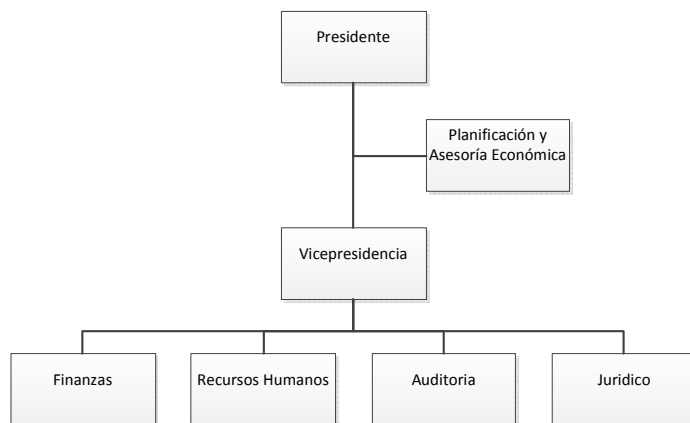 Presidente
Planificación y
Asesoría Económica
Vicepresidencia
Finanzas
Recursos Humanos
Auditoria
Juridico